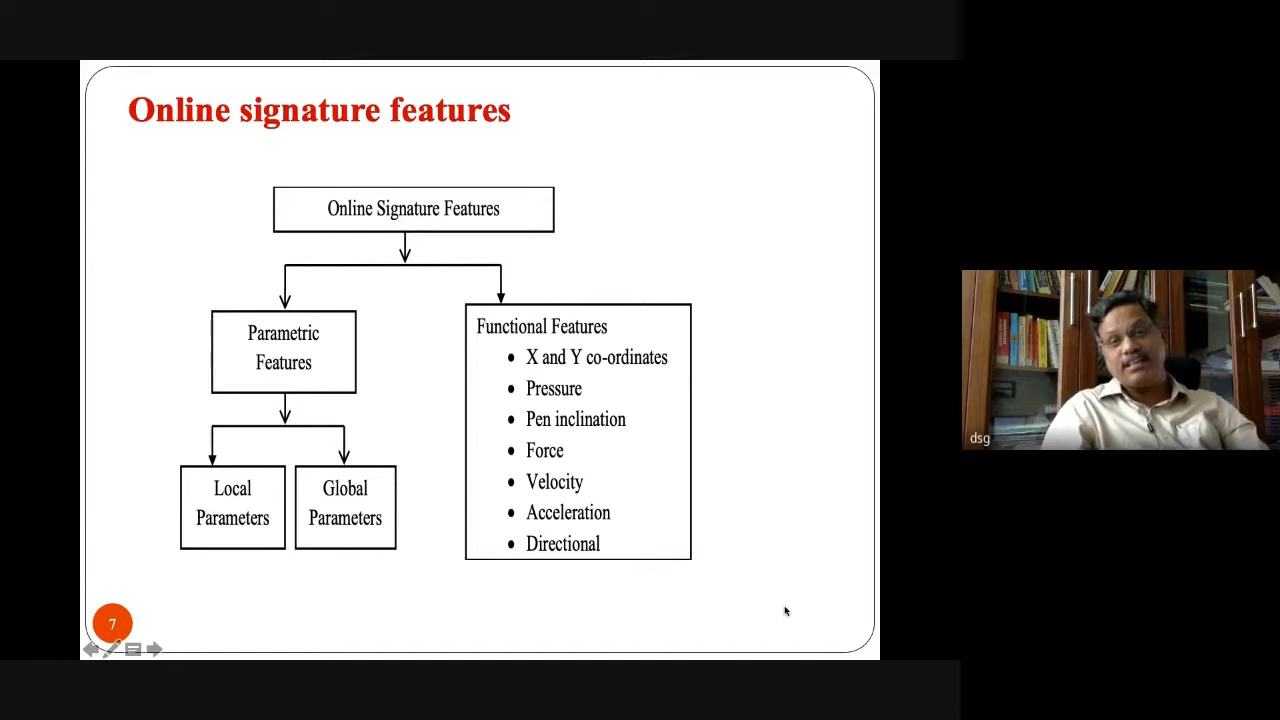 Online signature features
Online Signature Features
Parametric
Features
Local
Parameters
Global
Parameters
Functional Features
• X and Y co-ordinates
• Pressure
• Pen inclination
• Force
• Velocity
• Acceleration
• Directional
7
dsg